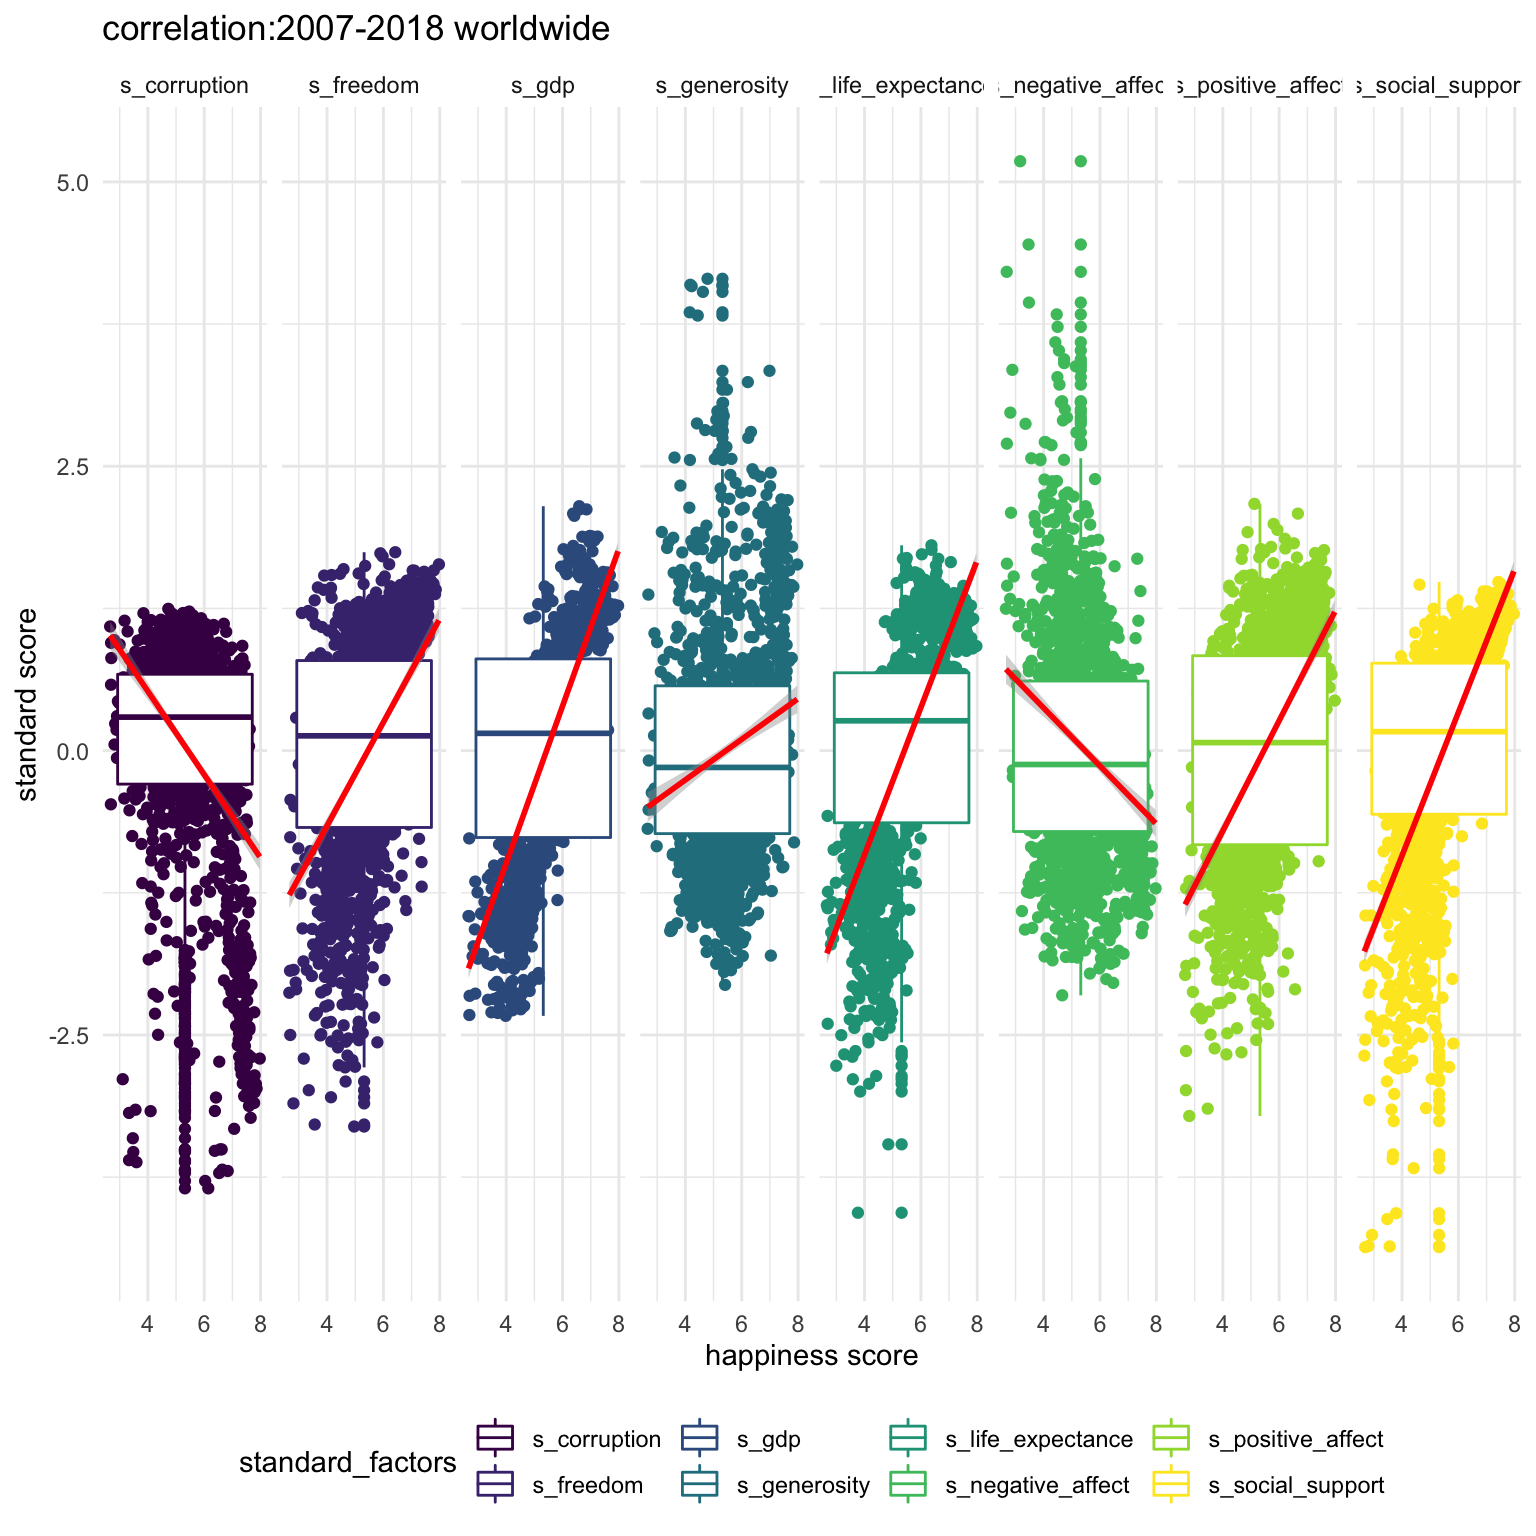 correlation:2007-2018 worldwide
s_corruption s_freedom s_gdp s_generosity _life_expectanc _negative_affec s_positive_affec s_social_suppor
5.0
2.5
0.0
-2.5
standard score
4 6 8 4 6 8 4 6 8 4 6 8 4 6 8 4 6 8 4 6 8 4 6 8
happiness score
standard_factors
s_corruption s_gdp s_life_expectance s_positive_affect
s_freedom s_generosity s_negative_affect s_social_support